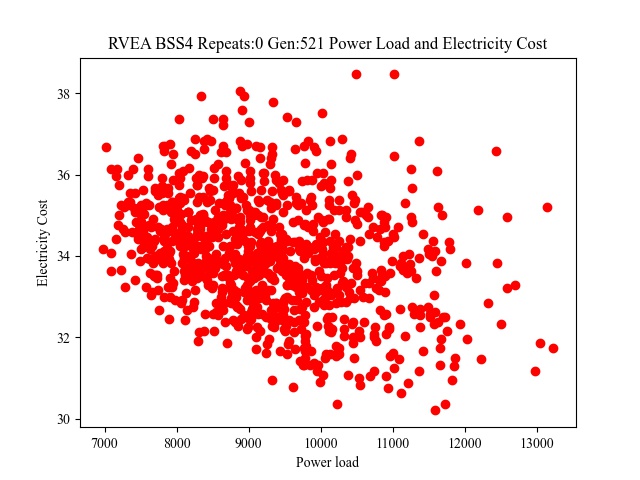 RVEA BSS4 Repeats:0 Gen:521 Power Load and Electricity Cost
Electricity Cost
38
36
34
32
30
7000 8000 9000 10000 11000 12000 13000
Power load